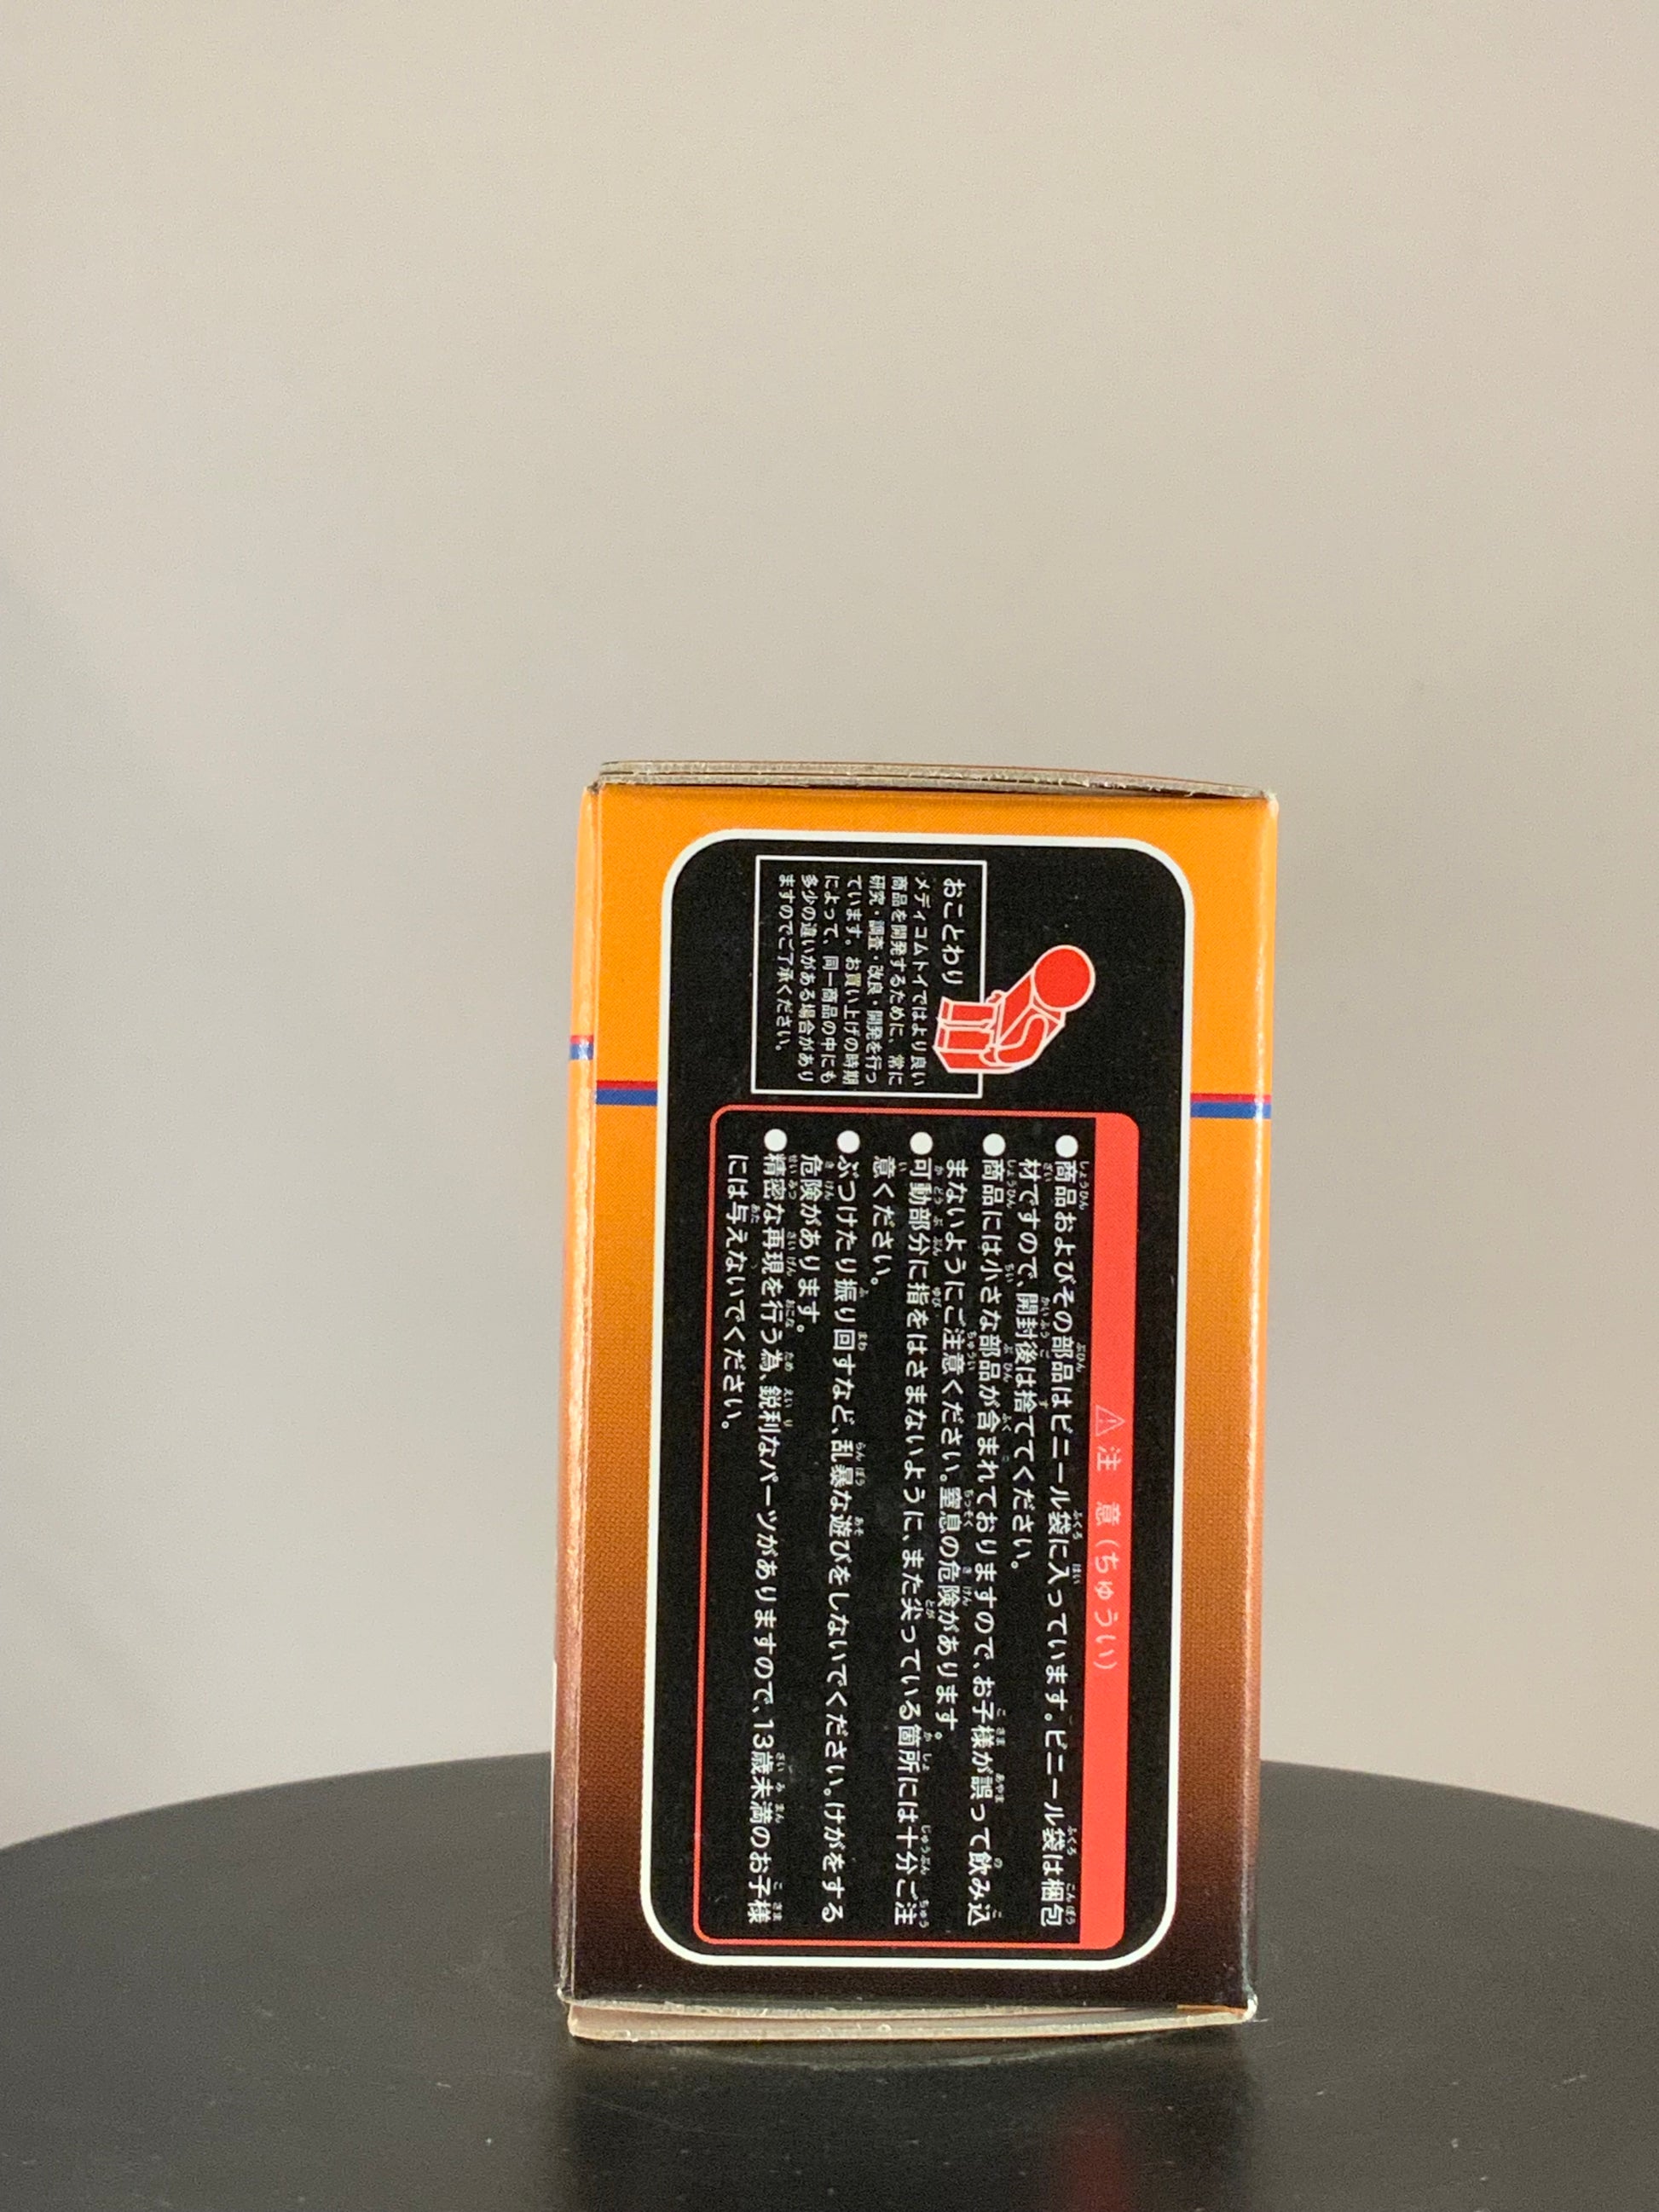 おことわり
メディコムトイではより良い
商品を開発するために、常に
研究・調査・改良・開発を行っ
ています。お買い上げの時期
によって、同一商品の中にも
多少の違いがある場合があり
ますのでご了承ください。
⚠注 意(ちゅうい)
●商品およびその部品はビニール袋に入っています。ビニール袋は梱包
材ですので、開封後は捨ててください。
●商品には小さな部品が含まれておりますので、お子様が誤って飲み込
まないようにご注意ください。窒息の危険があります。
●可動部分に指をはさまないように、また尖っている箇所には十分ご注
意ください。
●ぶつけたり振り回すなど、乱暴な遊びをしないでください。けがをする
危険があります。
●精密な再現を行う為、鋭利なパーツがありますので、13歳未満のお子様
には与えないでください。